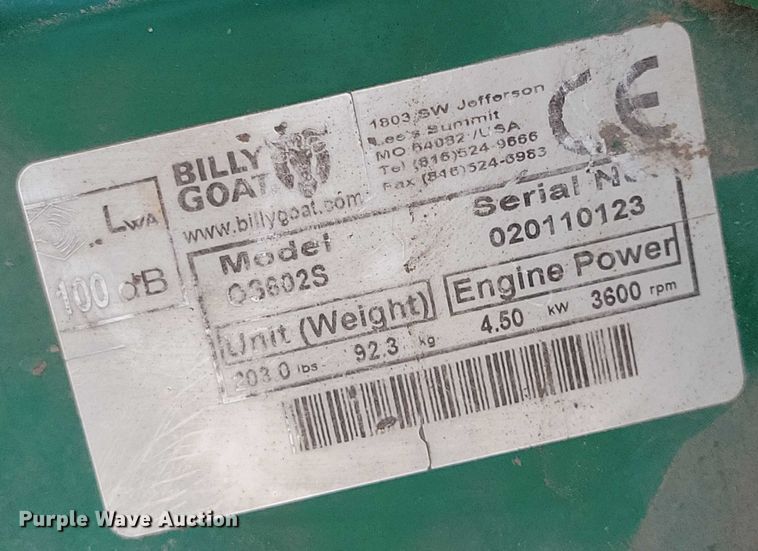 BILLY
GOAT
www.billygoat.com
1803 SW Jefferson
Lee's Summit
MO 64082 /USA
Tel (816)524-9666
Fax (816)524-6983
CE
LWA
100 dB
Model
Serial
020110123
Unit (Weight)
Engine Power
203.0 lbs 92.3 kg
4.50 kW 3600 rpm
Purple Wave Auction